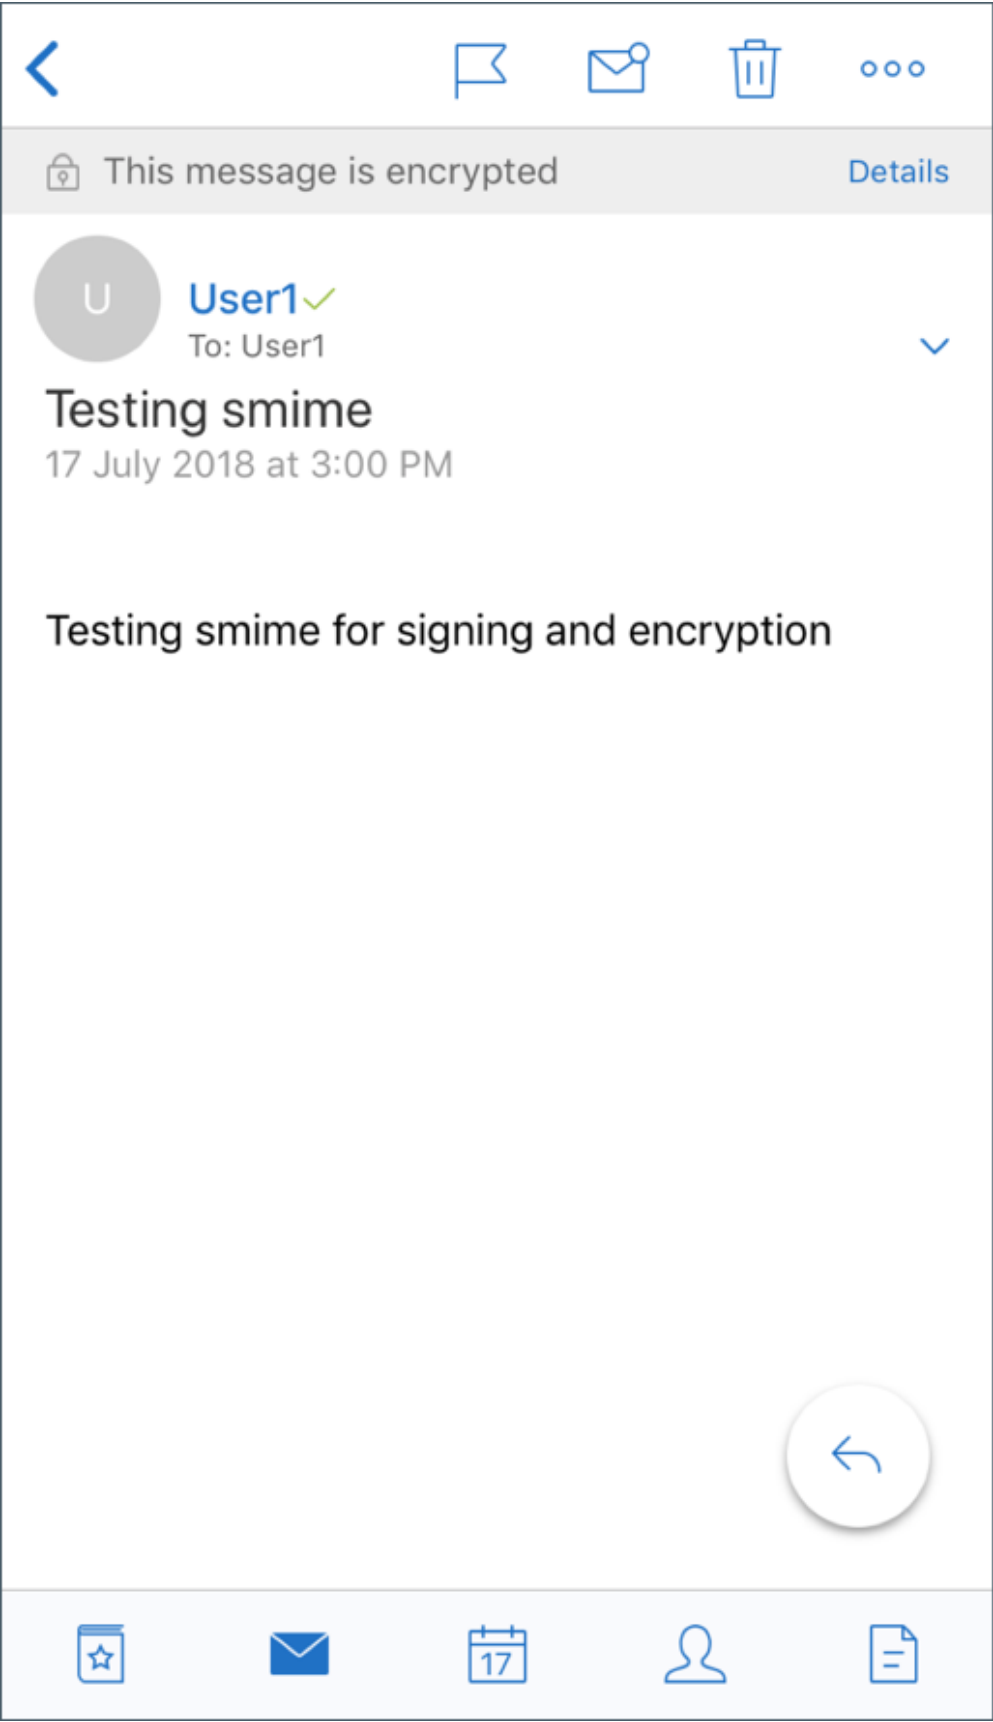 This message is encrypted Details
U
User1
To: User1
Testing smime
17 July 2018 at 3:00 PM
Testing smime for signing and encryption
17